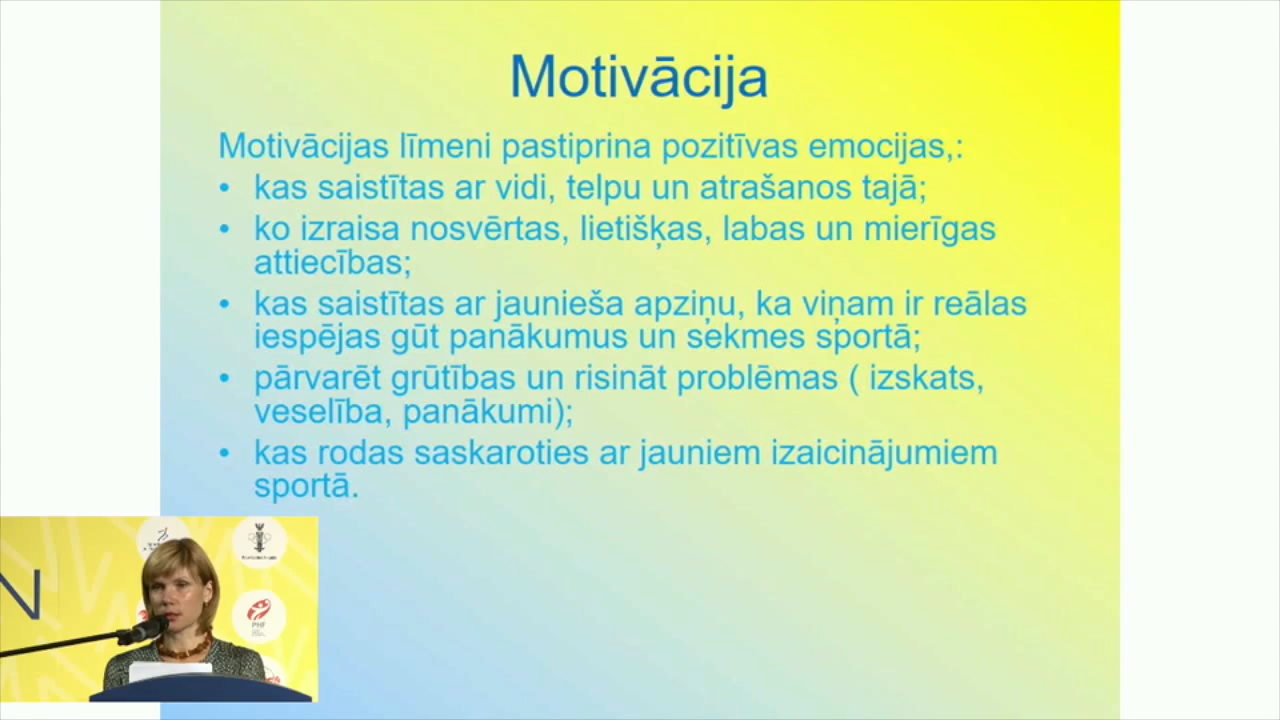 Motivācija
Motivācijas līmeni pastiprina pozitīvas emocijas,:
• kas saistītas ar vidi, telpu un atrašanos tajā;
• ko izraisa nosvērtas, lietišķas, labas un mierīgas
attiecības;
• kas saistītas ar jaunieša apziņu, ka viņam ir reālas
iespējas gūt panākumus un sekmes sportā;
• pārvarēt grūtības un risināt problēmas ( izskats,
veselība, panākumi);
• kas rodas saskaroties ar jauniem izaicinājumiem
sportā.
N
PHF